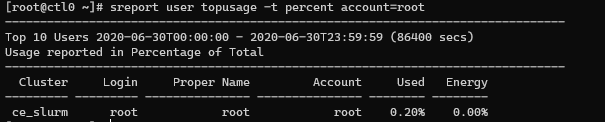 [root@ctl0 ~]# sreport user topusage -t percent account=root
--------------------------------------------------------------------------------
Top 10 Users 2020-06-30T00:00:00 - 2020-06-30T23:59:59 (86400 secs)
Usage reported in Percentage of Total
--------------------------------------------------------------------------------
Cluster Login Proper Name Account Used Energy
--------- --------- --------------- --------------- -------- --------
ce_slurm root root root 0.20% 0.00%